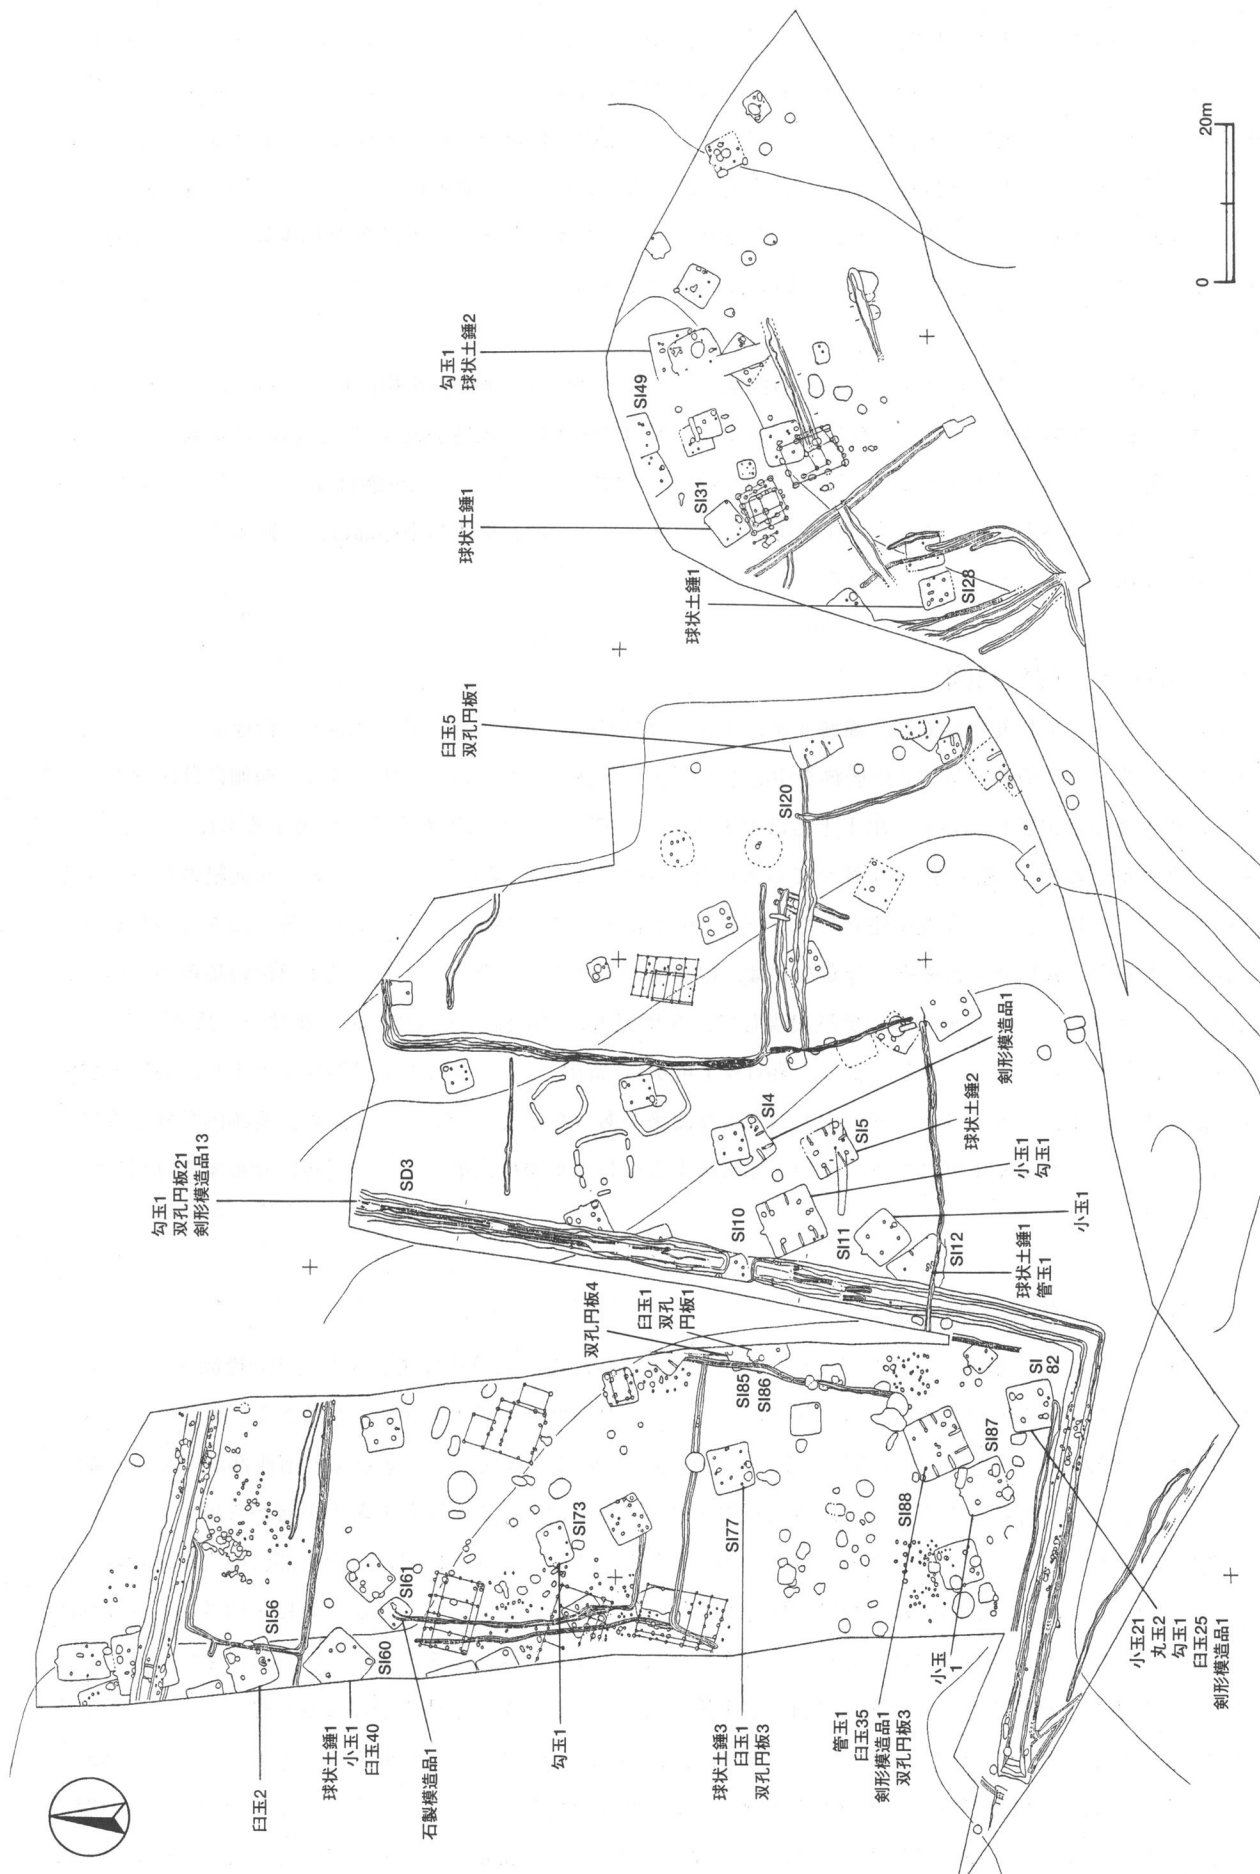 臼玉2
SI56
球状土錘1
小玉1
臼玉40
SI60
石製模造品1
SI61
勾玉1
SI73
球状土錘3
臼玉1
双孔円板3
SI77
管玉1
臼玉35
剣形模造品1
双孔円板3
SI88
小玉
1
SI87
小玉21
丸玉2
勾玉1
臼玉25
剣形模造品1
SI
82
双孔円板4
SI85
臼玉1
双孔
円板1
SI86
勾玉1
双孔円板21
剣形模造品13
SD3
球状土錘1
管玉1
SI12
小玉1
SI11
小玉1
勾玉1
SI10
球状土錘2
SI5
剣形模造品1
SI4
臼玉5
双孔円板1
SI20
球状土錘1
SI28
球状土錘1
SI31
勾玉1
球状土錘2
SI49
0
20m